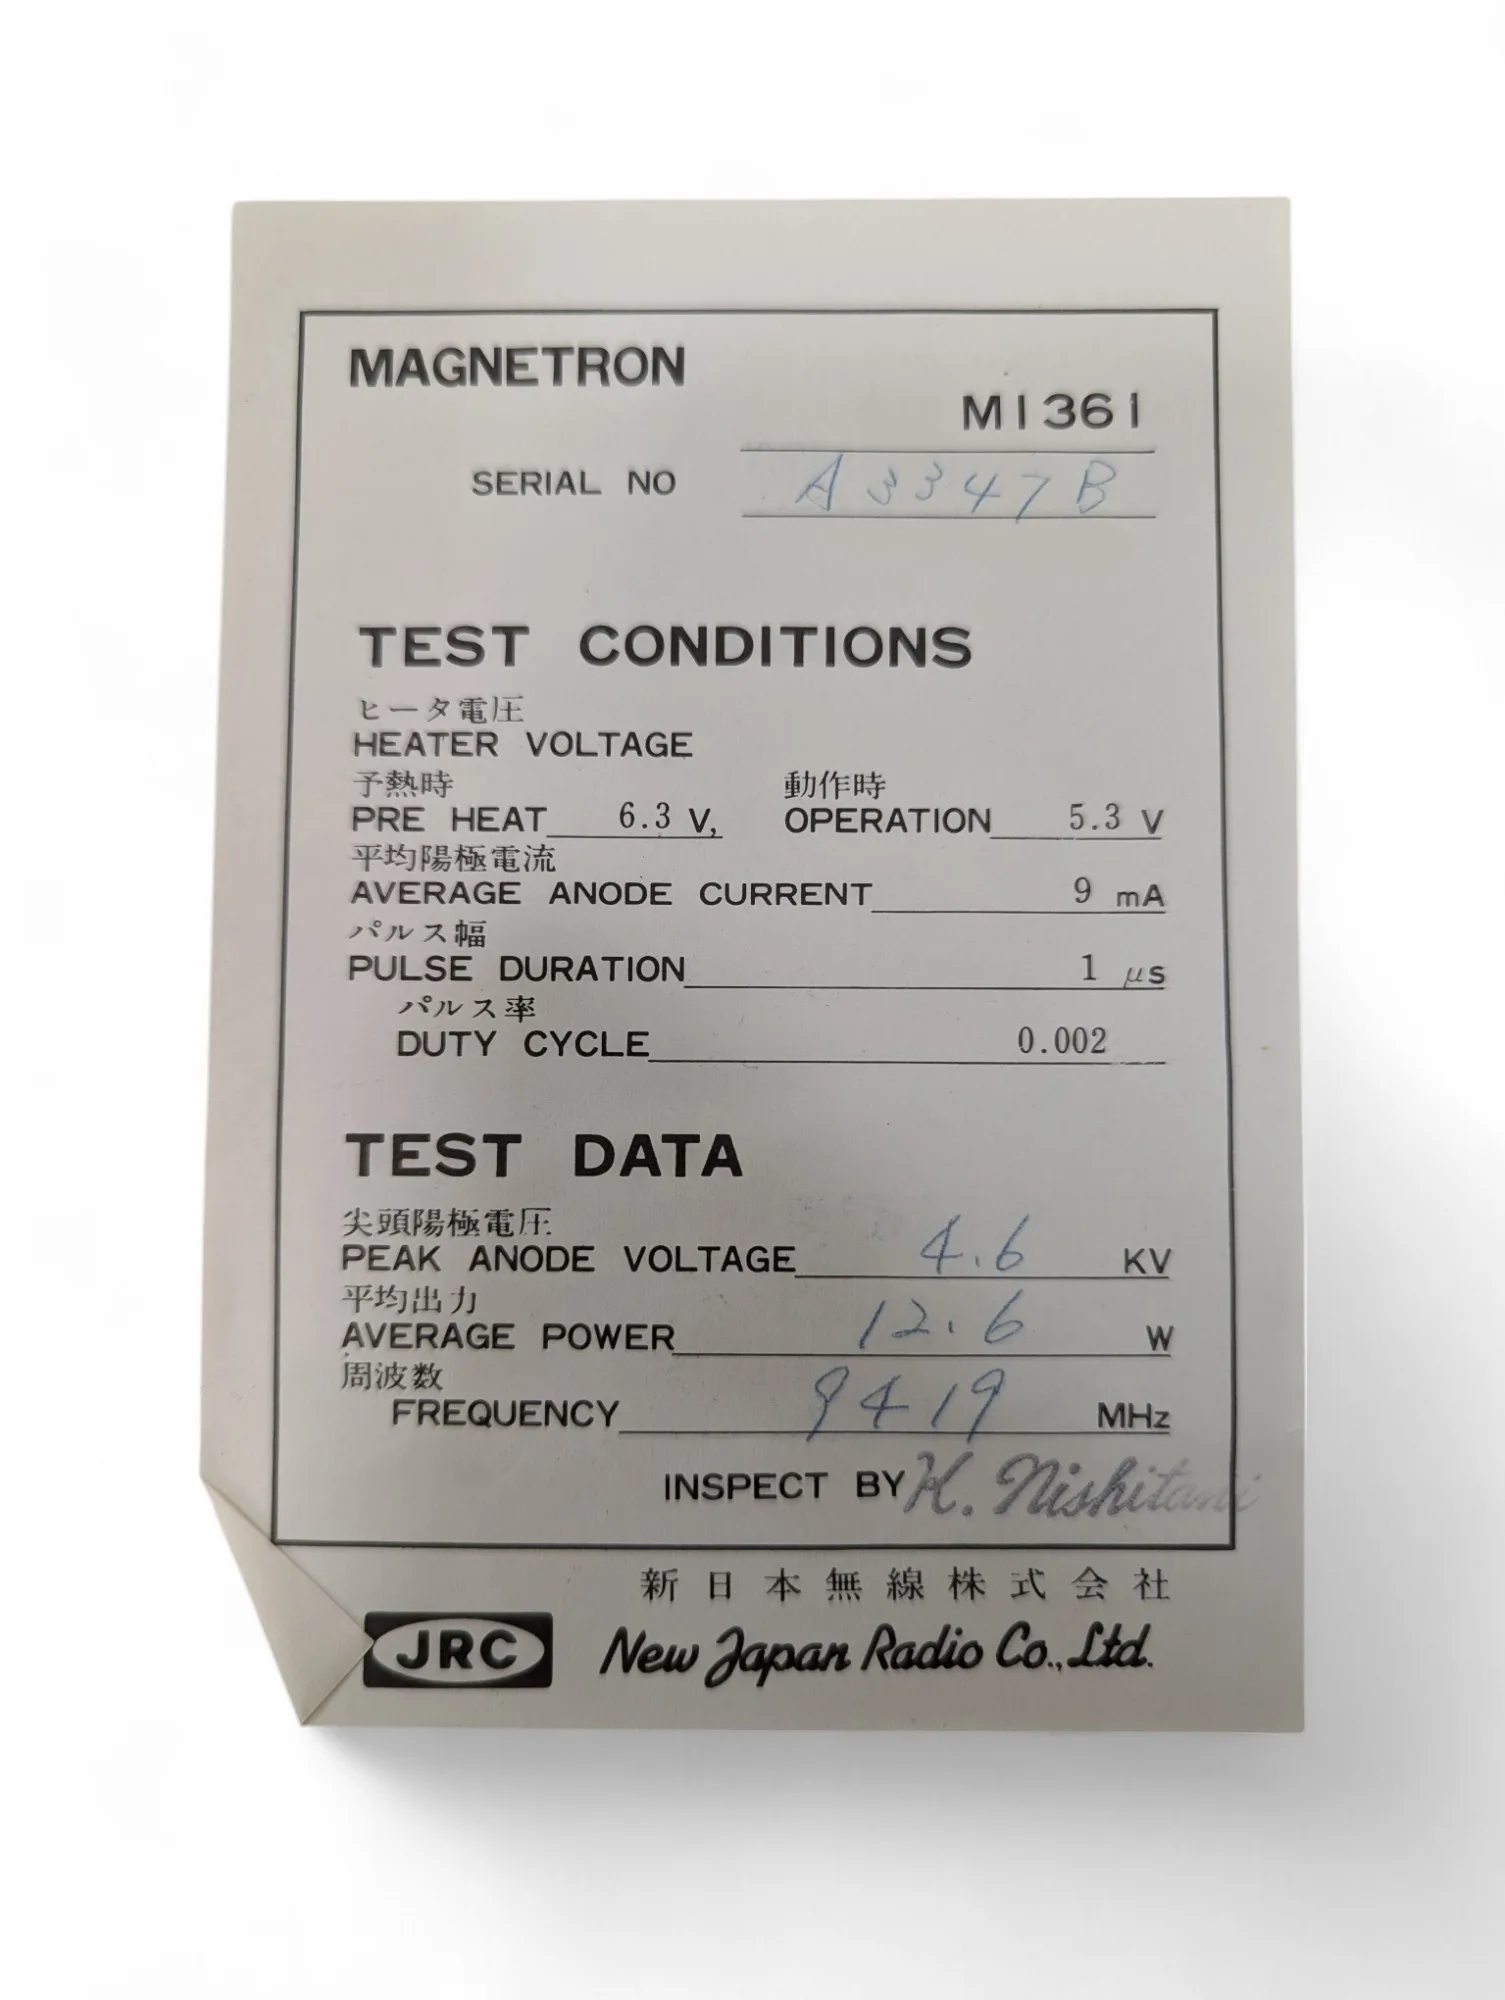 MAGNETRON
M1361
SERIAL NO A3347B
TEST CONDITIONS
ヒータ電圧
HEATER VOLTAGE
予熱時 動作時
PRE HEAT 6.3 V, OPERATION 5.3 V
平均陽極電流
AVERAGE ANODE CURRENT 9 mA
パルス幅
PULSE DURATION 1 μs
パルス率
DUTY CYCLE 0.002
TEST DATA
尖頭陽極電圧
PEAK ANODE VOLTAGE 4.6 KV
平均出力
AVERAGE POWER 12.6 W
周波数
FREQUENCY 9419 MHz
INSPECT BY K. Nishitani
新日本無線株式会社
JRC New Japan Radio Co., Ltd.